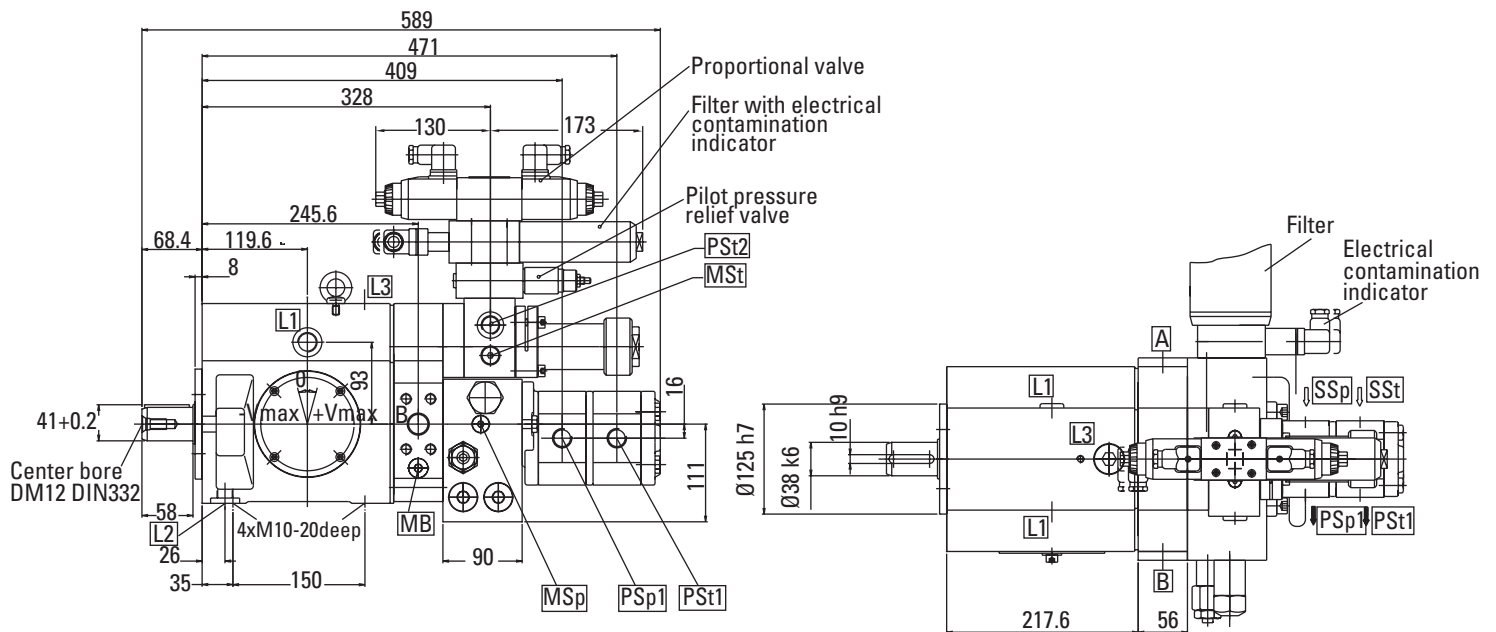 589
471
409
328
130
173
Proportional valve
Filter with electrical
contamination
indicator
Pilot pressure
relief valve
245.6
68.4
119.6
8
PSt2
MSt
L3
L1
93
0
-Vmax
+Vmax
B
16
41+0.2
111
Center bore
DM12 DIN332
58
L2
4xM10-20deep
MB
26
90
35
150
MSp
PSp1
PSt1
Filter
Electrical
contamination
indicator
A
L1
SSp
SSt
10 h9
L3
Ø125 h7
Ø38 k6
L1
PSp1
PSt1
B
217.6
56